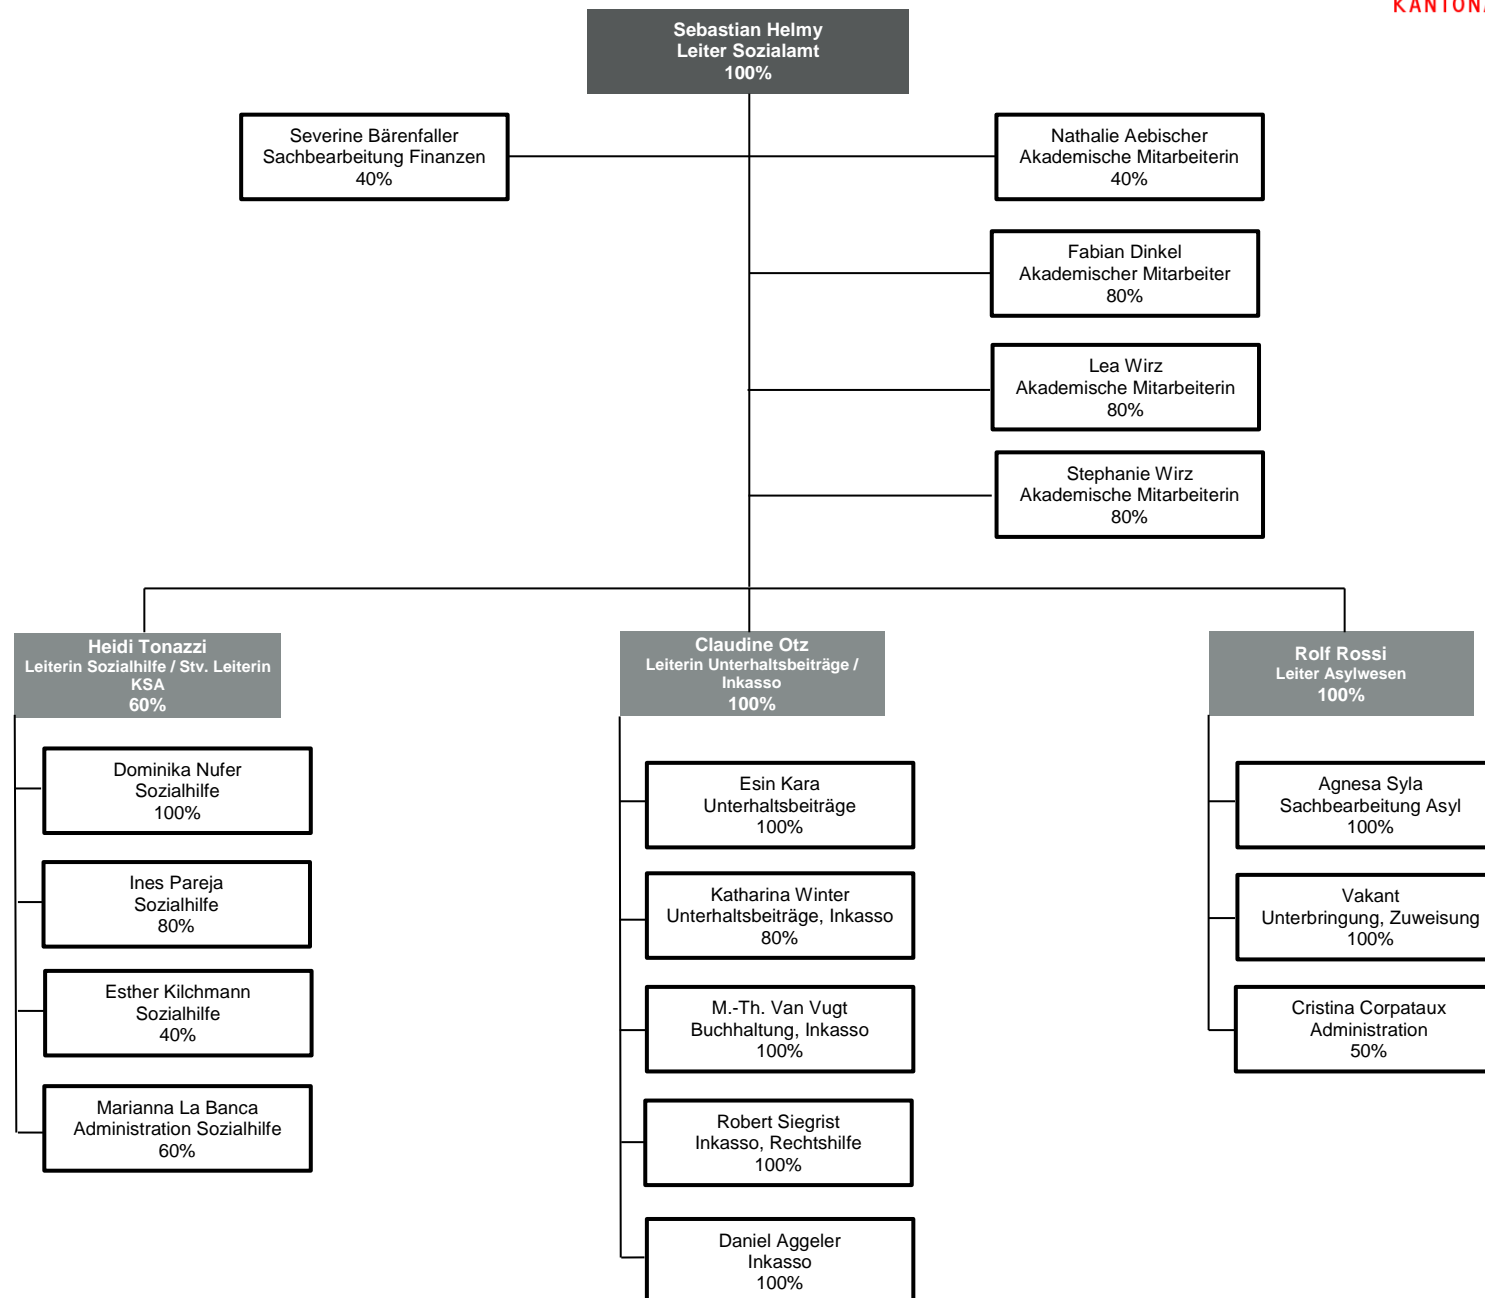 Sebastian Helmy
Leiter Sozialamt
100%
Severine Bärenfaller
Sachbearbeitung Finanzen
40%
Nathalie Aebischer
Akademische Mitarbeiterin
40%
Fabian Dinkel
Akademischer Mitarbeiter
80%
Lea Wirz
Akademische Mitarbeiterin
80%
Stephanie Wirz
Akademische Mitarbeiterin
80%
Heidi Tonazzi
Leiterin Sozialhilfe / Stv. Leiterin
KSA
60%
Dominika Nufer
Sozialhilfe
100%
Ines Pareja
Sozialhilfe
80%
Esther Kilchmann
Sozialhilfe
40%
Marianna La Banca
Administration Sozialhilfe
60%
Claudine Otz
Leiterin Unterhaltsbeiträge /
Inkasso
100%
Esin Kara
Unterhaltsbeiträge
100%
Katharina Winter
Unterhaltsbeiträge, Inkasso
80%
M.-Th. Van Vugt
Buchhaltung, Inkasso
100%
Robert Siegrist
Inkasso, Rechtshilfe
100%
Daniel Aggeler
Inkasso
100%
Rolf Rossi
Leiter Asylwesen
100%
Agnesa Syla
Sachbearbeitung Asyl
100%
Vakant
Unterbringung, Zuweisung
100%
Cristina Corpataux
Administration
50%